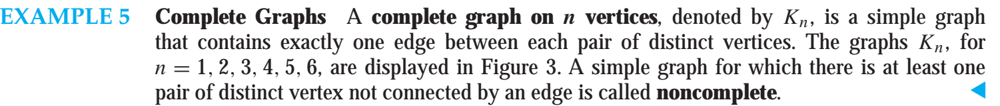 EXAMPLE 5 Complete Graphs A complete graph on n vertices, denoted by Kₙ, is a simple graph
that contains exactly one edge between each pair of distinct vertices. The graphs Kₙ, for
n = 1, 2, 3, 4, 5, 6, are displayed in Figure 3. A simple graph for which there is at least one
pair of distinct vertex not connected by an edge is called noncomplete.